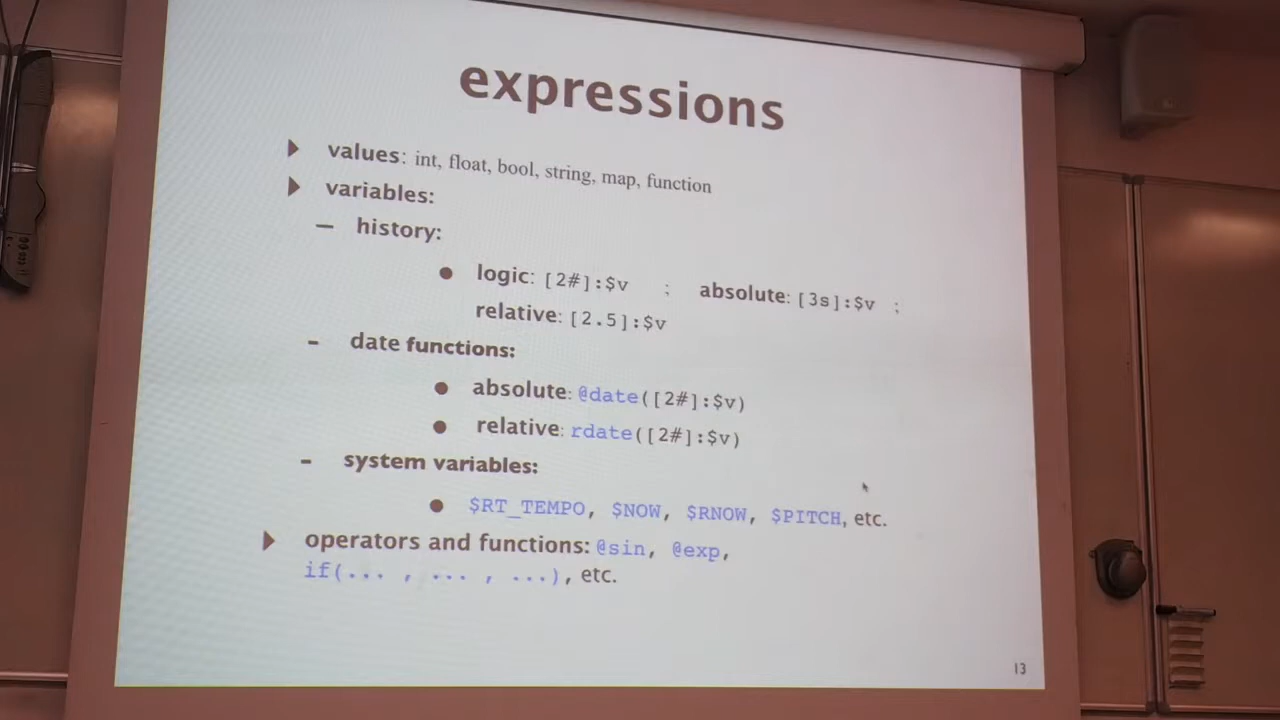 expressions
values: int, float, bool, string, map, function
variables:
– history:
logic: [2#]:$v ; absolute: [3s]:$v ;
relative: [2.5]:$v
- date functions:
absolute: @date([2#]:$v)
relative: rdate([2#]:$v)
- system variables:
$RT_TEMPO, $NOW, $RNOW, $PITCH, etc.
operators and functions: @sin, @exp,
if(... , ... , ...), etc.
13